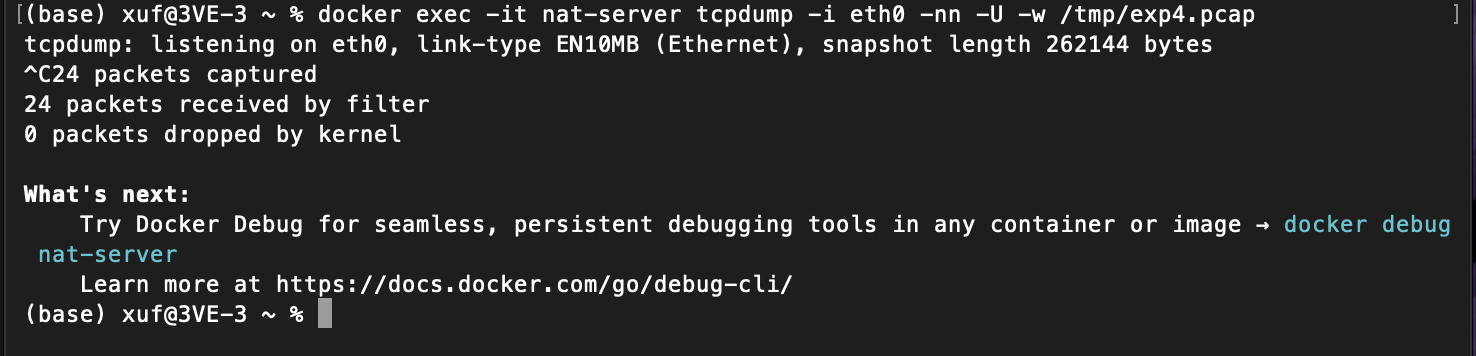 [(base) xuf@3VE-3 ~ % docker exec -it nat-server tcpdump -i eth0 -nn -U -w /tmp/exp4.pcap ]
tcpdump: listening on eth0, link-type EN10MB (Ethernet), snapshot length 262144 bytes
^C24 packets captured
24 packets received by filter
0 packets dropped by kernel
What's next:
Try Docker Debug for seamless, persistent debugging tools in any container or image → docker debug
nat-server
Learn more at https://docs.docker.com/go/debug-cli/
(base) xuf@3VE-3 ~ %